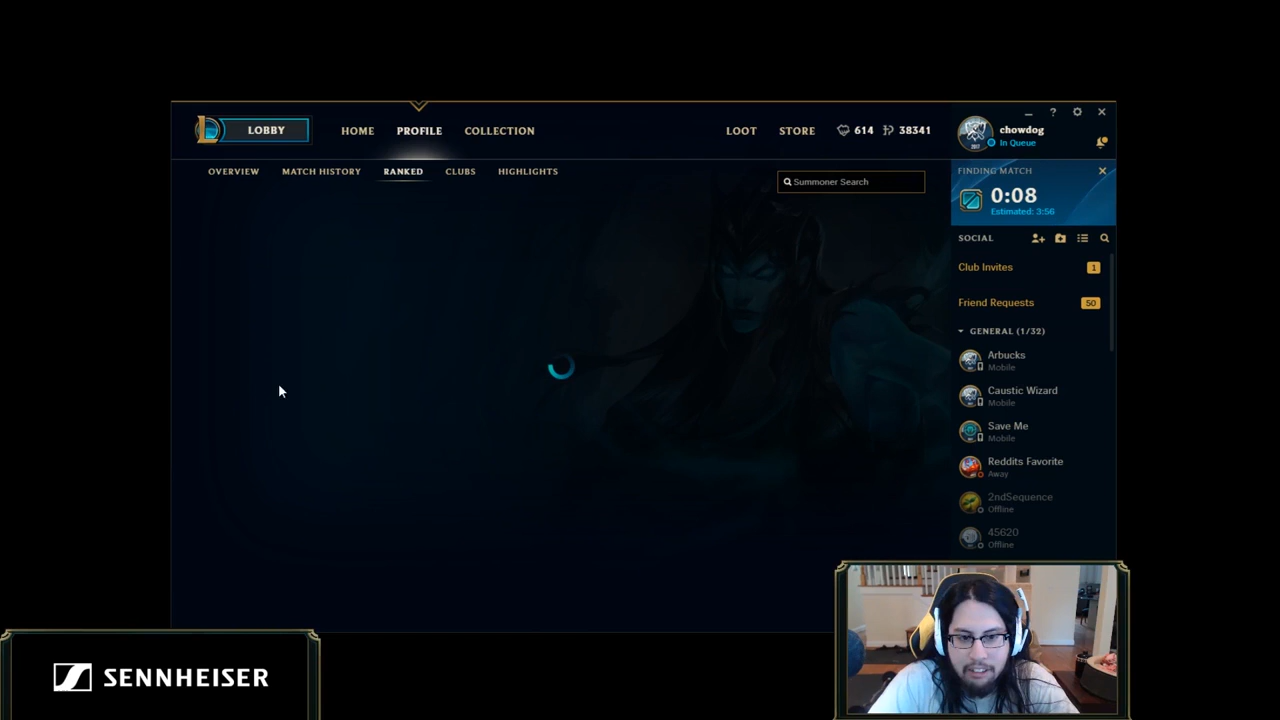 LOBBY
HOME
PROFILE
COLLECTION
LOOT
STORE
614
38341
chowdog
In Queue
OVERVIEW
MATCH HISTORY
RANKED
CLUBS
HIGHLIGHTS
Summoner Search
FINDING MATCH
0:08
Estimated: 3:56
SOCIAL
Club Invites
1
Friend Requests
50
GENERAL (1/32)
Arbucks
Mobile
Caustic Wizard
Mobile
Save Me
Mobile
Reddits Favorite
Away
2ndSequence
Offline
45620
Offline
SENNHEISER